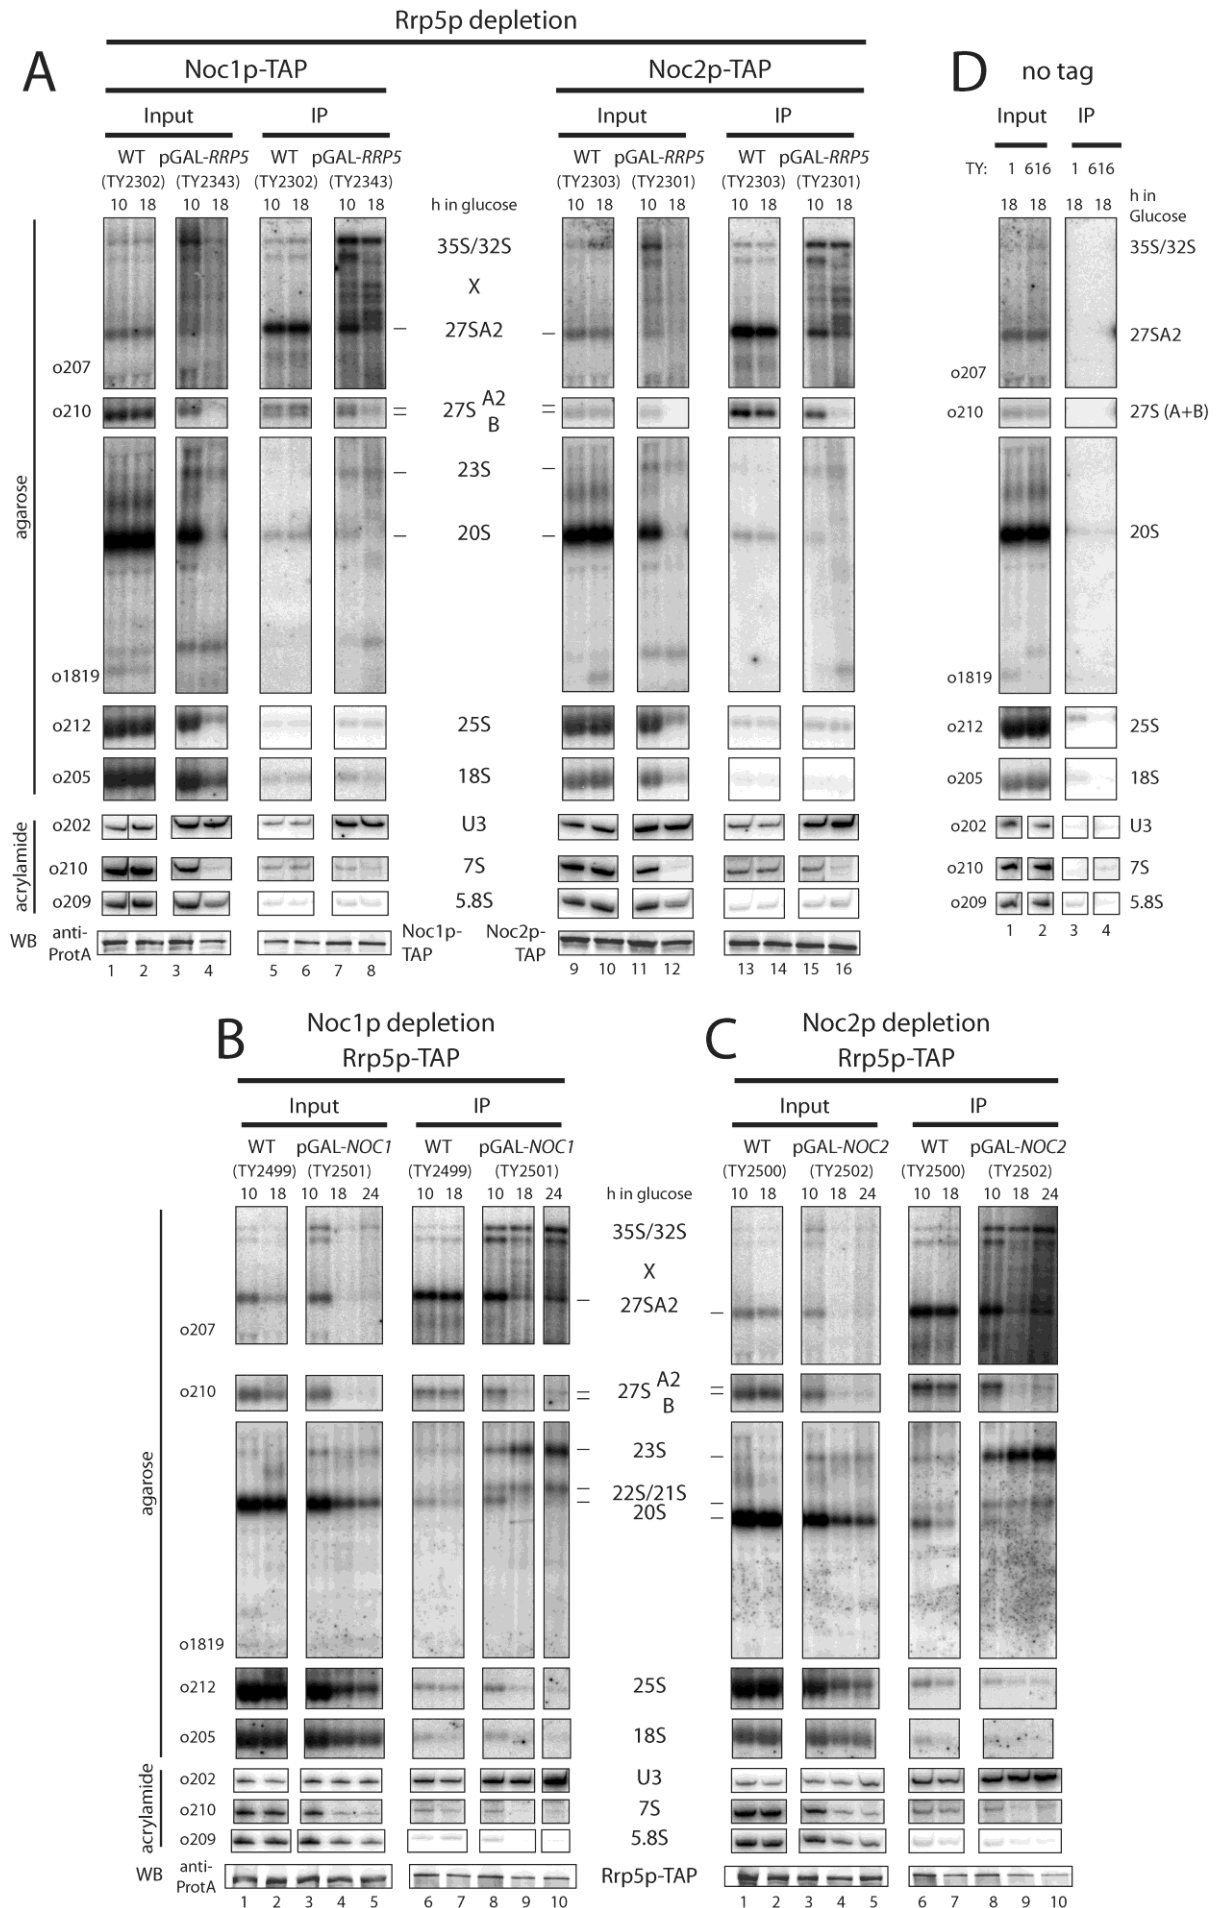 Rrp5p depletion
A
Noc1p-TAP
Noc2p-TAP
D
no tag
Input
IP
Input
IP
Input
IP
WT
pGAL-RRP5
WT
pGAL-RRP5
WT
pGAL-RRP5
WT
pGAL-RRP5
TY:
1
616
1
616
(TY2302)
(TY2343)
(TY2302)
(TY2343)
(TY2303)
(TY2301)
(TY2303)
(TY2301)
10 18
10 18
10 18
10 18
h in glucose
10 18
10 18
10 18
10 18
18 18
18 18
h in
Glucose
35S/32S
35S/32S
X
27SA2
27SA2
o207
o207
o210
27S A2
B
o210
27S (A+B)
agarose
23S
20S
20S
o1819
o1819
o212
25S
o212
25S
o205
18S
o205
18S
acrylamide
o202
U3
o202
U3
o210
7S
o210
7S
o209
5.8S
o209
5.8S
WB
anti-
ProtA
Noc1p-
TAP
Noc2p-
TAP
1 2 3 4 5 6 7 8
9 10 11 12 13 14 15 16
1 2 3 4
B
Noc1p depletion
Rrp5p-TAP
C
Noc2p depletion
Rrp5p-TAP
Input
IP
Input
IP
WT
pGAL-NOC1
WT
pGAL-NOC1
WT
pGAL-NOC2
WT
pGAL-NOC2
(TY2499)
(TY2501)
(TY2499)
(TY2501)
(TY2500)
(TY2502)
(TY2500)
(TY2502)
10 18
10 18 24
10 18
10 18 24
h in glucose
10 18
10 18 24
10 18
10 18 24
35S/32S
X
27SA2
o207
o210
27S A2
B
agarose
23S
22S/21S
20S
o1819
o212
25S
o205
18S
acrylamide
o202
U3
o210
7S
o209
5.8S
WB
anti-
ProtA
Rrp5p-TAP
1 2 3 4 5 6 7 8 9 10
1 2 3 4 5 6 7 8 9 10